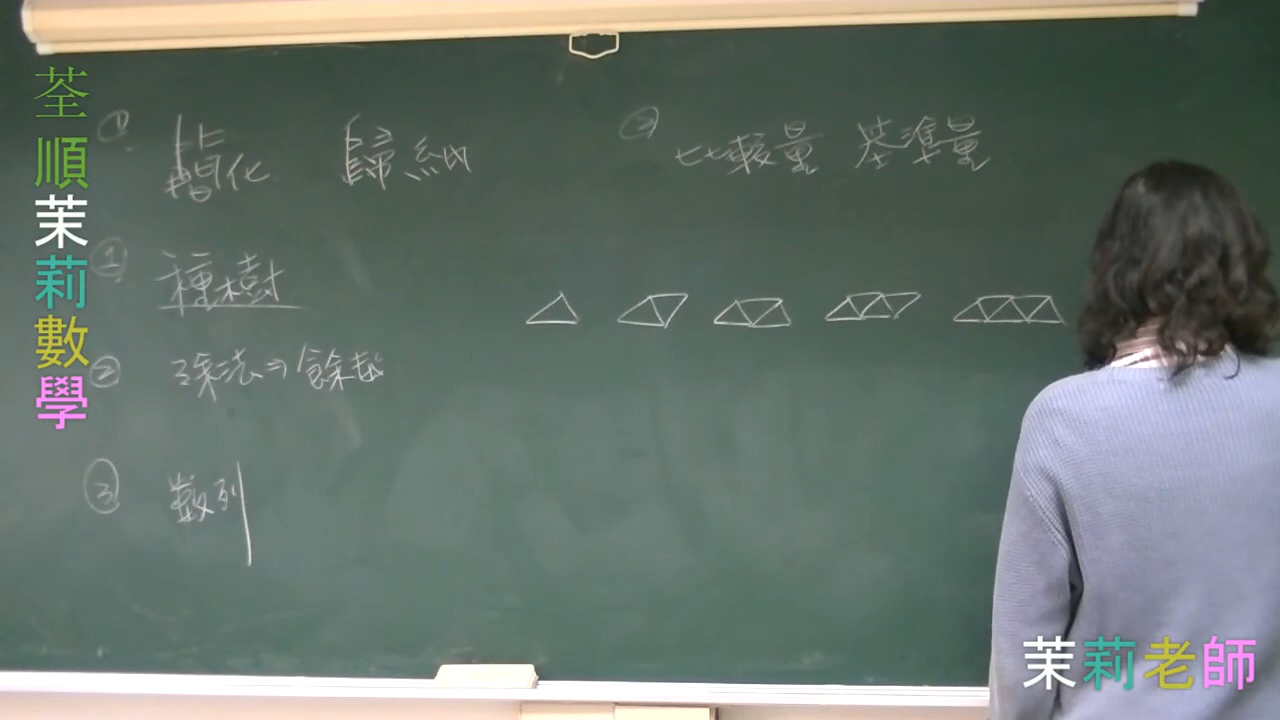 荃順茉莉數學
① 簡化 歸納
② 比較量 基準量
① 種樹
② 除法⇒餘數
③ 數列
茉莉老師